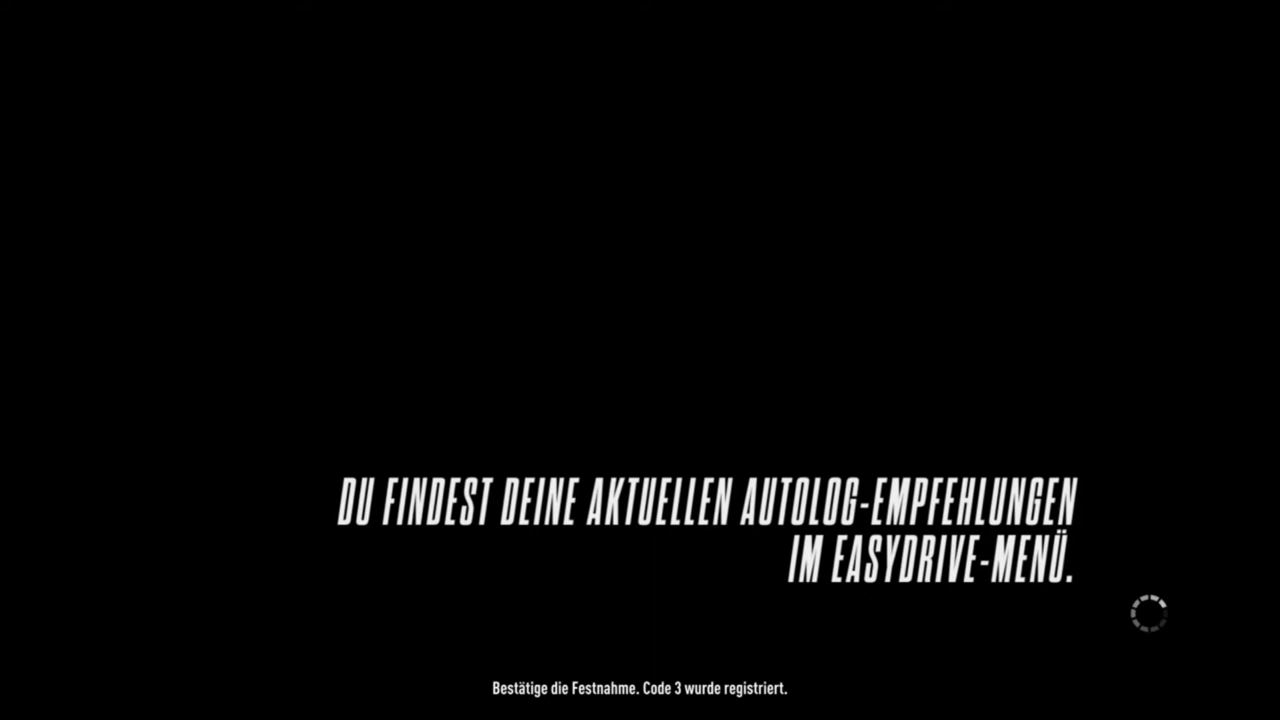 DU FINDEST DEINE AKTUELLEN AUTOLOG-EMPFEHLUNGEN
IM EASYDRIVE-MENÜ.
Bestätige die Festnahme. Code 3 wurde registriert.